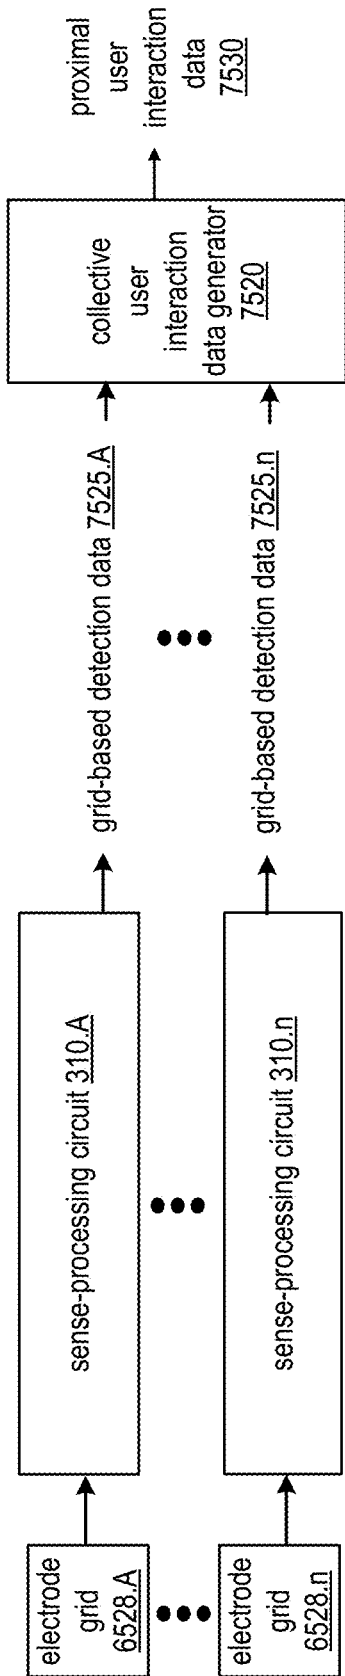 electrode
grid
6528.A
sense-processing circuit 310.A
grid-based detection data 7525.A
electrode
grid
6528.n
sense-processing circuit 310.n
grid-based detection data 7525.n
collective
user
interaction
data generator
7520
proximal
user
interaction
data
7530